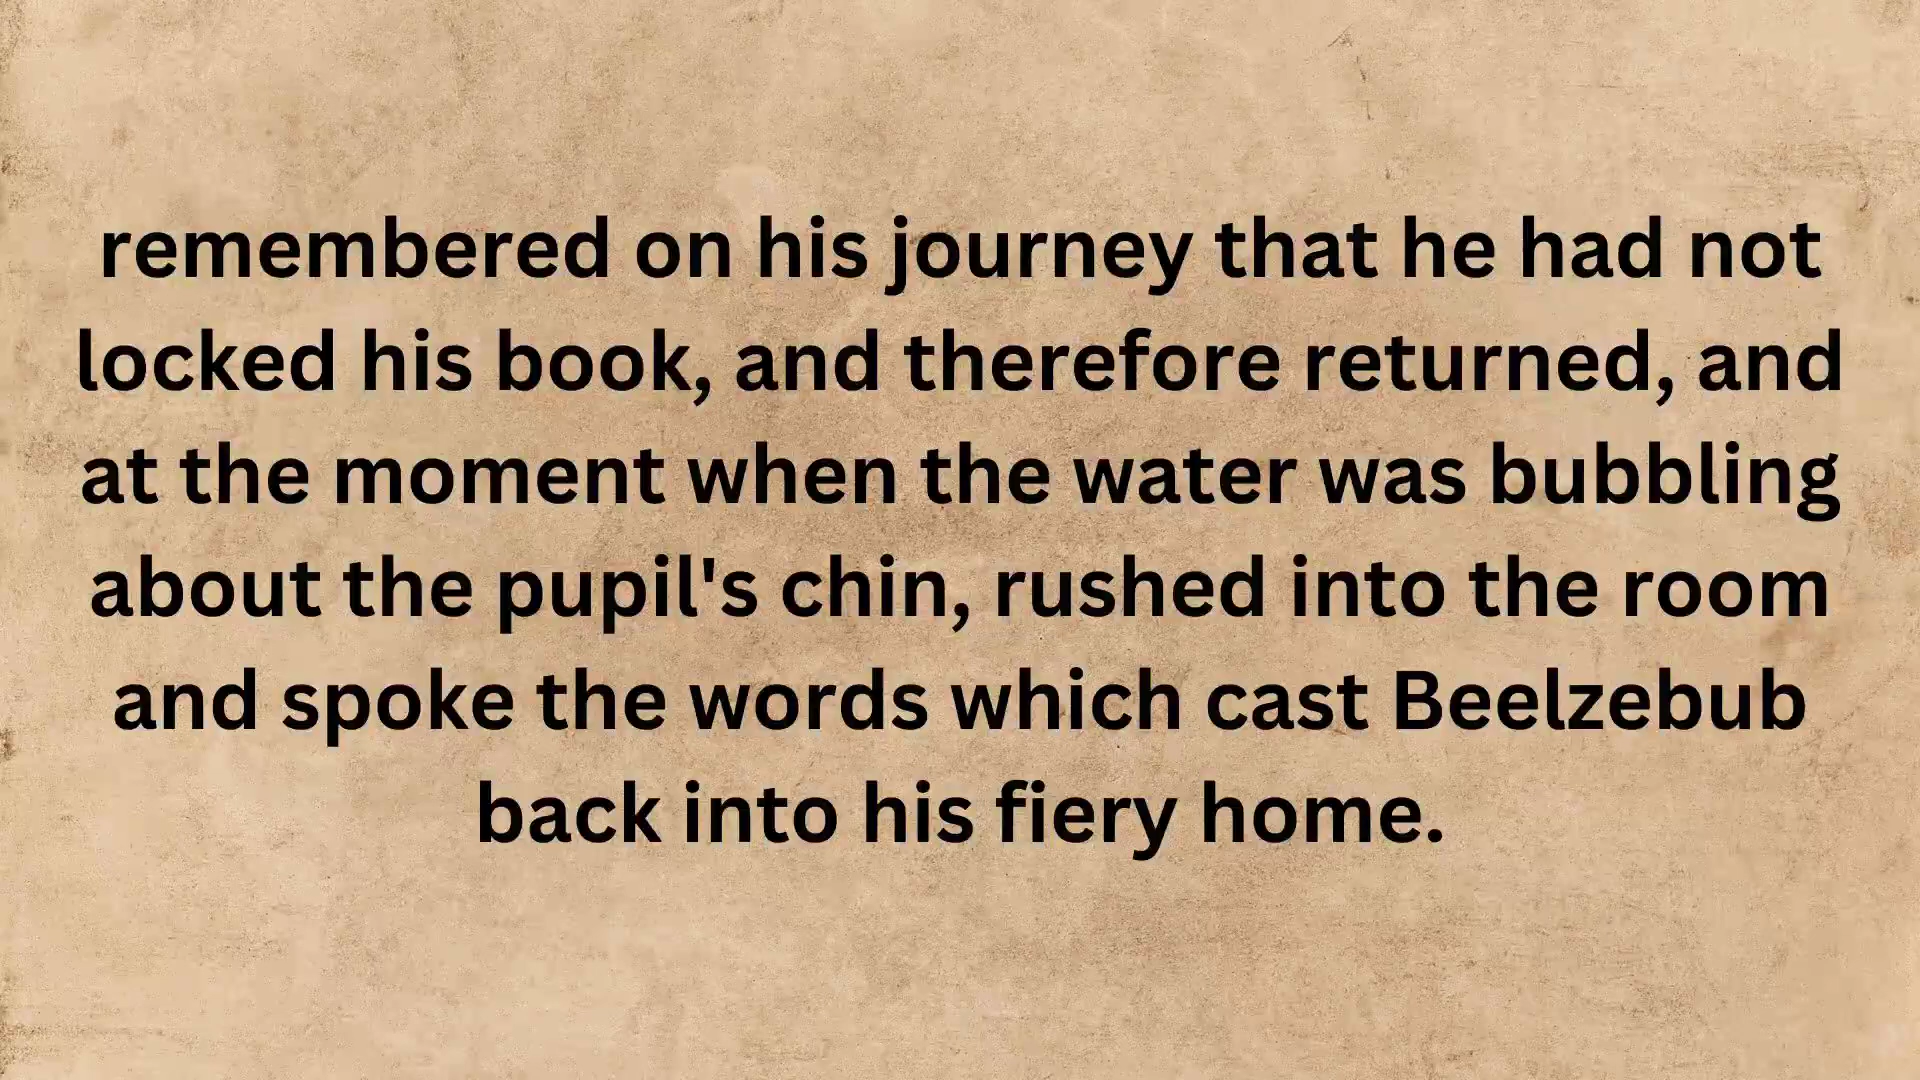 remembered on his journey that he had not
locked his book, and therefore returned, and
at the moment when the water was bubbling
about the pupil's chin, rushed into the room
and spoke the words which cast Beelzebub
back into his fiery home.